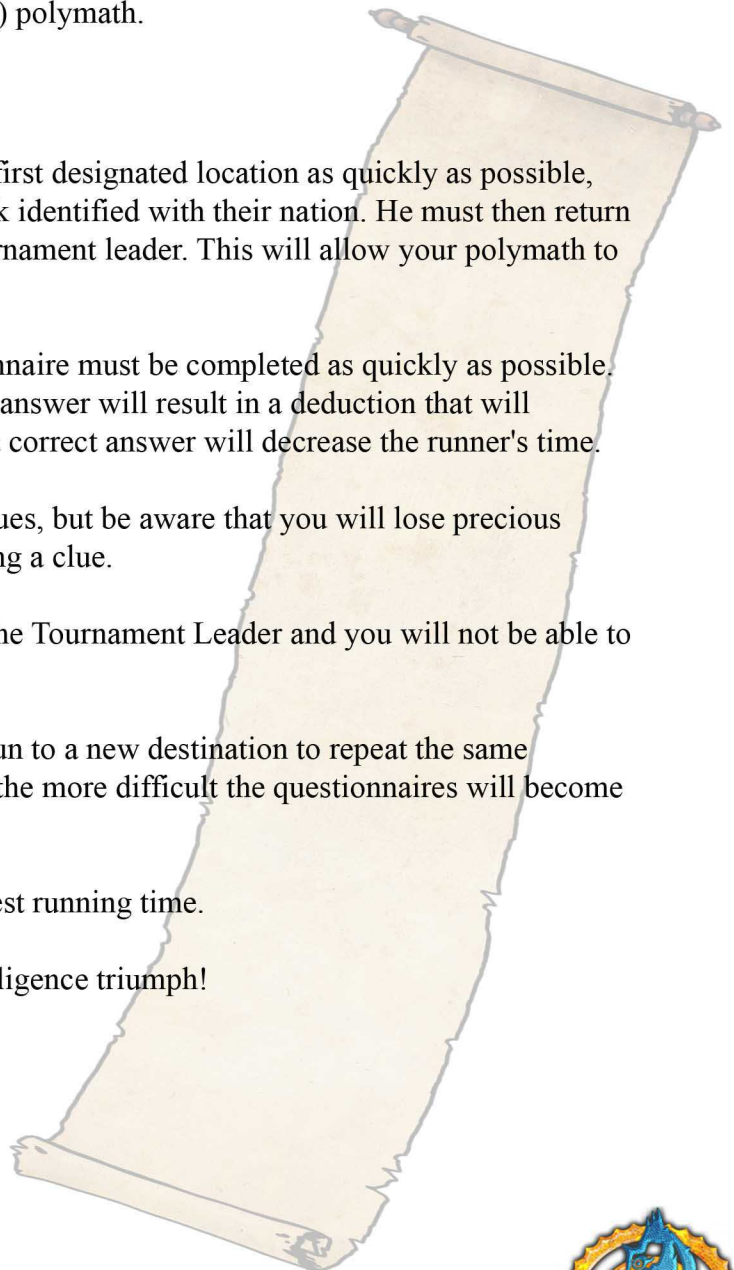 ) polymath.
first designated location as quickly as possible,
k identified with their nation. He must then return
rnament leader. This will allow your polymath to
nnaire must be completed as quickly as possible.
answer will result in a deduction that will
correct answer will decrease the runner's time.
ues, but be aware that you will lose precious
ng a clue.
he Tournament Leader and you will not be able to
un to a new destination to repeat the same
the more difficult the questionnaires will become
est running time.
ligence triumph!